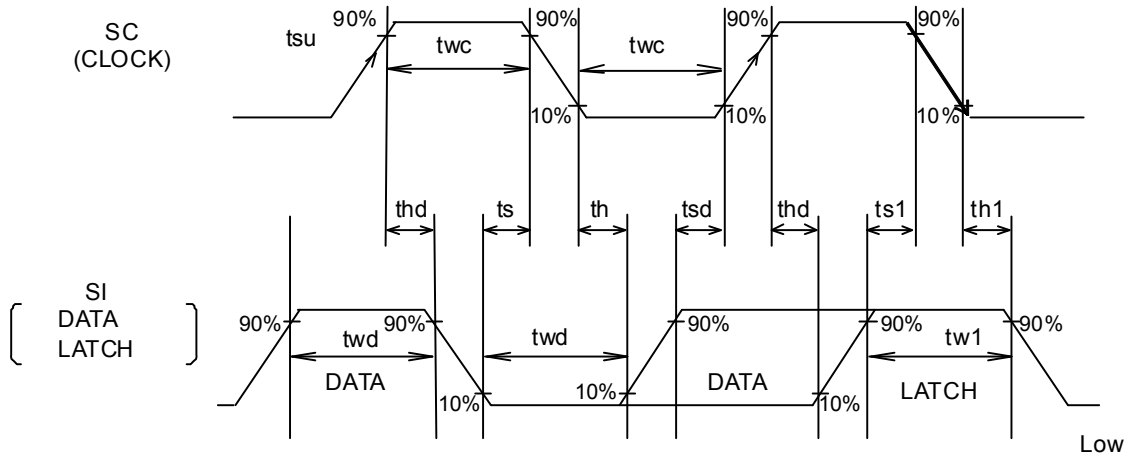 90% 90% 90% 90%
SC tsu twc twc
(CLOCK)
10% 10% 10%
thd ts th tsd thd ts1 th1
SI
DATA
LATCH
90% 90% 90% 90% 90%
twd twd tw1
DATA DATA LATCH
10% 10% 10%
Low